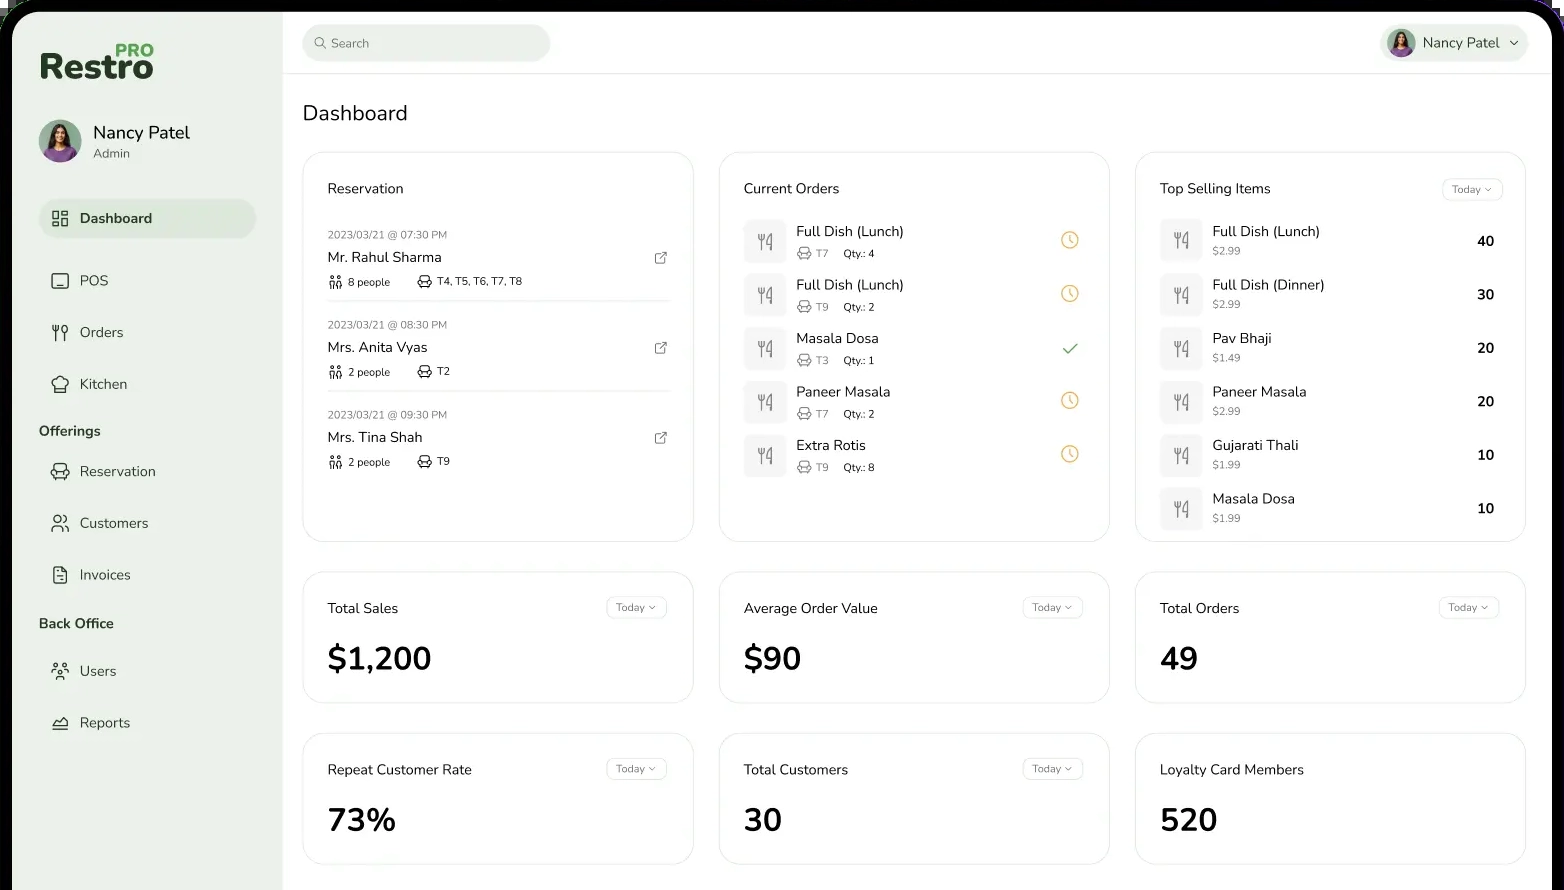 PRO
Restro
Nancy Patel
Admin
Dashboard
POS
Orders
Kitchen
Offerings
Reservation
Customers
Invoices
Back Office
Users
Reports
Search
Nancy Patel
Dashboard
Reservation
2023/03/21 @ 07:30 PM
Mr. Rahul Sharma
8 people T4, T5, T6, T7, T8
2023/03/21 @ 08:30 PM
Mrs. Anita Vyas
2 people T2
2023/03/21 @ 09:30 PM
Mrs. Tina Shah
2 people T9
Current Orders
Full Dish (Lunch)
T7 Qty.: 4
Full Dish (Lunch)
T9 Qty.: 2
Masala Dosa
T3 Qty.: 1
Paneer Masala
T7 Qty.: 2
Extra Rotis
T9 Qty.: 8
Top Selling Items Today
Full Dish (Lunch) 40
$2.99
Full Dish (Dinner) 30
$2.99
Pav Bhaji 20
$1.49
Paneer Masala 20
$2.99
Gujarati Thali 10
$1.99
Masala Dosa 10
$1.99
Total Sales Today
$1,200
Average Order Value Today
$90
Total Orders Today
49
Repeat Customer Rate Today
73%
Total Customers Today
30
Loyalty Card Members
520